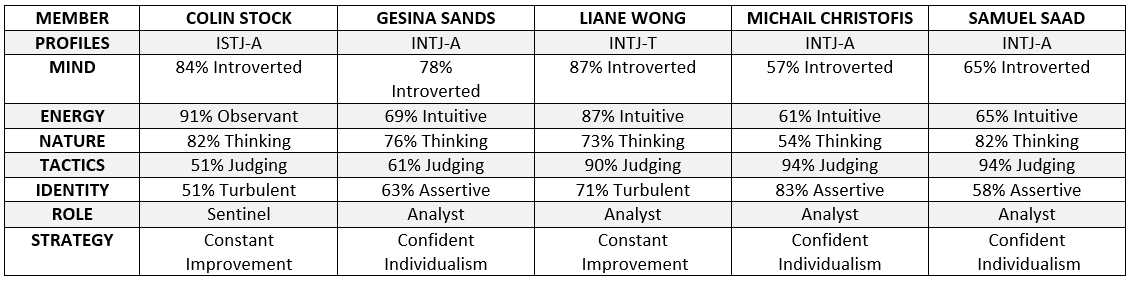 MEMBER COLIN STOCK GESINA SANDS LIANE WONG MICHAIL CHRISTOFIS SAMUEL SAAD
PROFILES ISTJ-A INTJ-A INTJ-T INTJ-A INTJ-A
MIND 84% Introverted 78% 87% Introverted 57% Introverted 65% Introverted
Introverted
ENERGY 91% Observant 69% Intuitive 87% Intuitive 61% Intuitive 65% Intuitive
NATURE 82% Thinking 76% Thinking 73% Thinking 54% Thinking 82% Thinking
TACTICS 51% Judging 61% Judging 90% Judging 94% Judging 94% Judging
IDENTITY 51% Turbulent 63% Assertive 71% Turbulent 83% Assertive 58% Assertive
ROLE Sentinel Analyst Analyst Analyst Analyst
STRATEGY Constant Confident Constant Confident Confident
Improvement Individualism Improvement Individualism Individualism